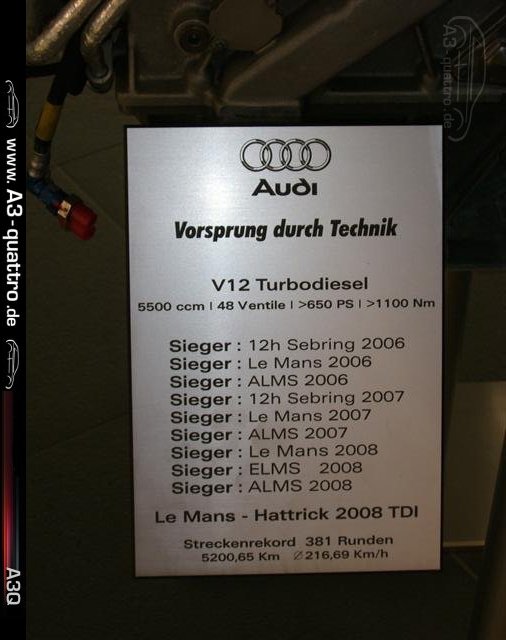 Audi
Vorsprung durch Technik
V12 Turbodiesel
5500 ccm | 48 Ventile | >650 PS | >1100 Nm
Sieger : 12h Sebring 2006
Sieger : Le Mans 2006
Sieger : ALMS 2006
Sieger : 12h Sebring 2007
Sieger : Le Mans 2007
Sieger : ALMS 2007
Sieger : Le Mans 2008
Sieger : ELMS 2008
Sieger : ALMS 2008
Le Mans - Hattrick 2008 TDI
Streckenrekord 381 Runden
5200,65 Km ∅216,69 Km/h
www.A3-quattro.de
A3Q
A3-quattro.de